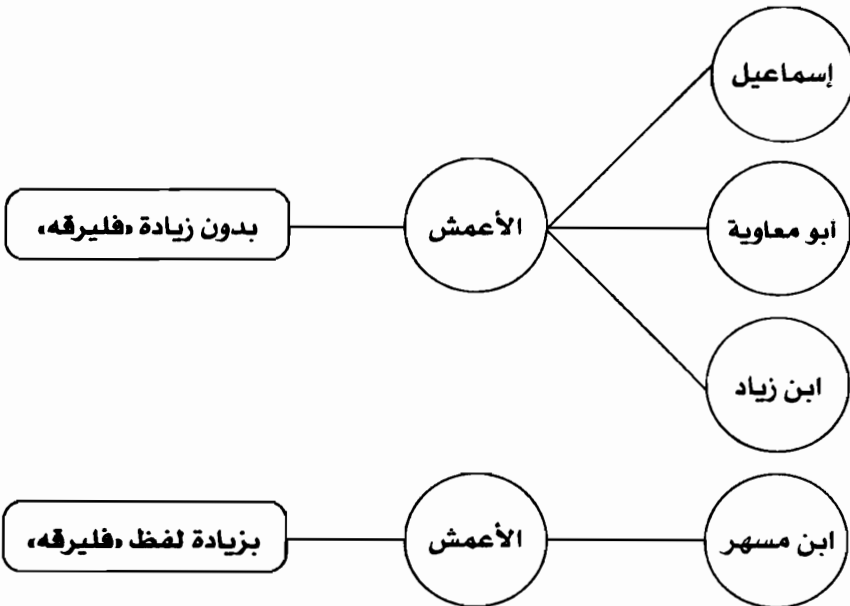 إسماعيل
أبو معاوية
الأعمش
بدون زيادة «فليرقه»
ابن زياد
ابن مسهر
الأعمش
بزيادة لفظ «فليرقه»